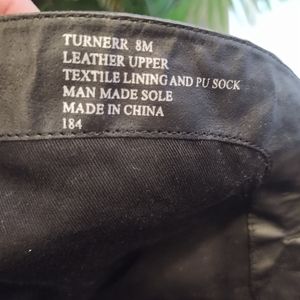 TURNERR 8M
LEATHER UPPER
TEXTILE LINING AND PU SOCK
MAN MADE SOLE
MADE IN CHINA
184